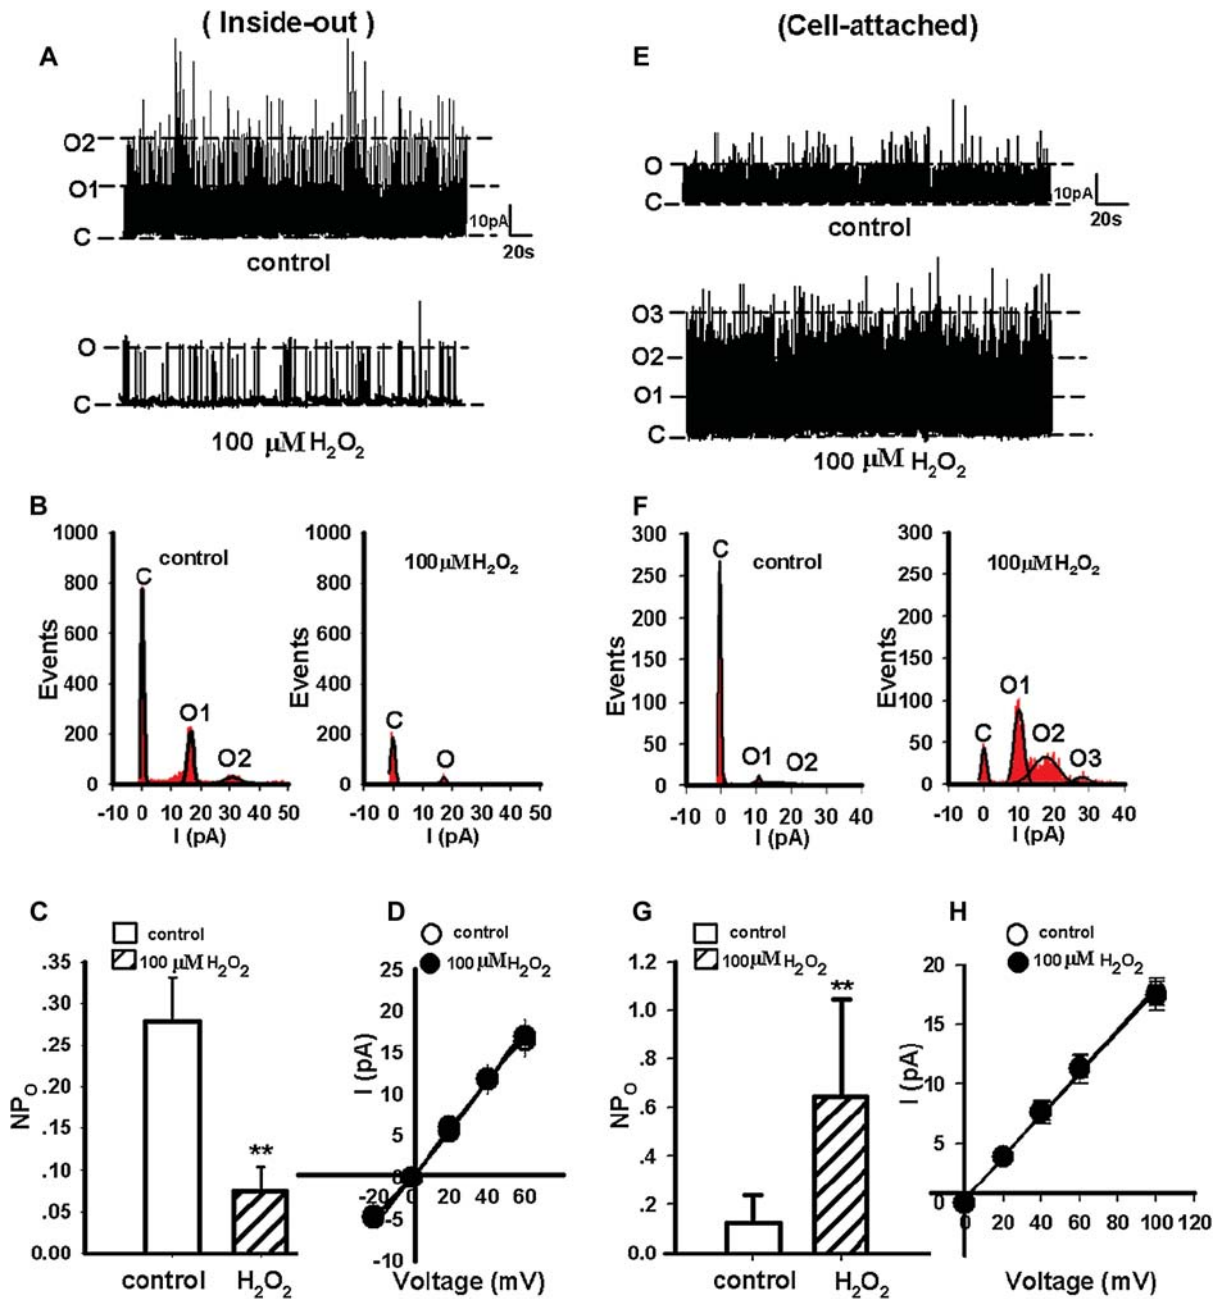 ( Inside-out )
(Cell-attached)
A
O2
O1
C
10pA
20s
control
O
C
100 μM H₂O₂
E
O
C
10pA
20s
control
O3
O2
O1
C
100 μM H₂O₂
B
1000
800
600
400
200
0
Events
C
control
O1
O2
-10 0 10 20 30 40 50
I (pA)
1000
800
600
400
200
0
Events
100μMH₂O₂
C
O
-10 0 10 20 30 40 50
I (pA)
F
300
250
200
150
100
50
0
Events
C
control
O1
O2
-10 0 10 20 30 40
I (pA)
300
250
200
150
100
50
0
Events
100μMH₂O₂
C
O1
O2
O3
-10 0 10 20 30 40
I (pA)
C
control
100 μMH₂O₂
.35
.30
.25
.20
.15
.10
.05
0.00
NPO
**
control
H₂O₂
D
control
100 μMH₂O₂
25
20
15
10
5
0
-5
-10
I (pA)
-20 0 20 40 60
Voltage (mV)
G
control
100μMH₂O₂
1.2
1.0
.8
.6
.4
.2
0.0
NPO
**
control
H₂O₂
H
control
100 μM H₂O₂
20
15
10
5
0
I (pA)
0 20 40 60 80 100 120
Voltage (mV)